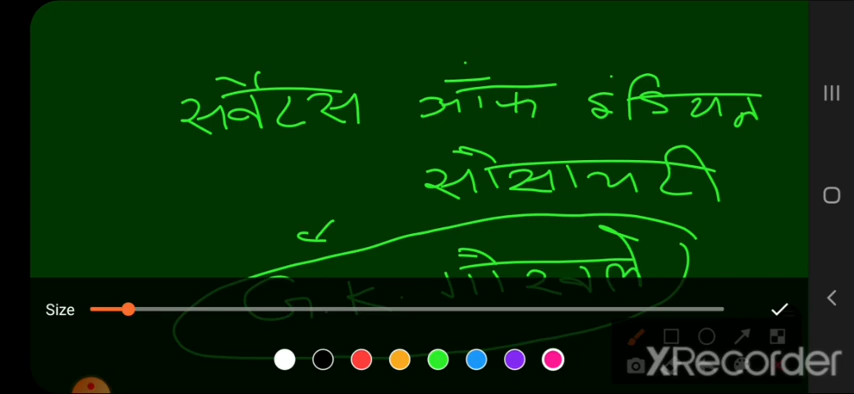 सर्वेंटस ऑफ इंडियन
सोसायटी
G.K. गोखले
Size
XRecorder